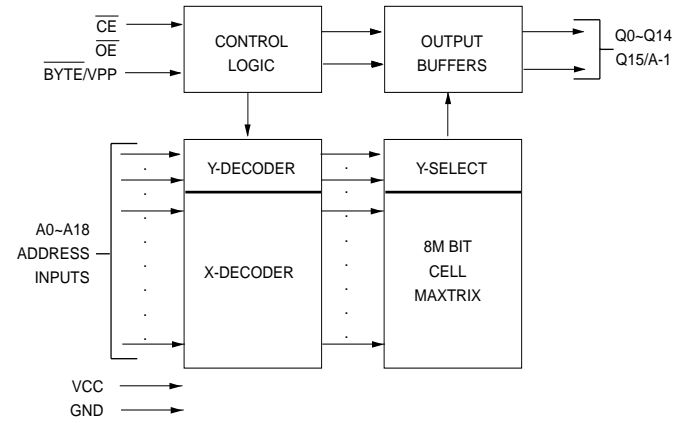 CE
OE
BYTE/VPP
CONTROL
LOGIC
OUTPUT
BUFFERS
Q0~Q14
Q15/A-1
Y-DECODER
Y-SELECT
A0~A18
ADDRESS
INPUTS
X-DECODER
8M BIT
CELL
MAXTRIX
VCC
GND